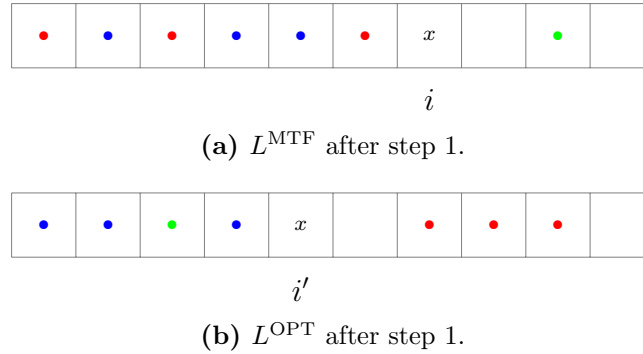 x
i
(a) L^MTF after step 1.
x
i′
(b) L^OPT after step 1.